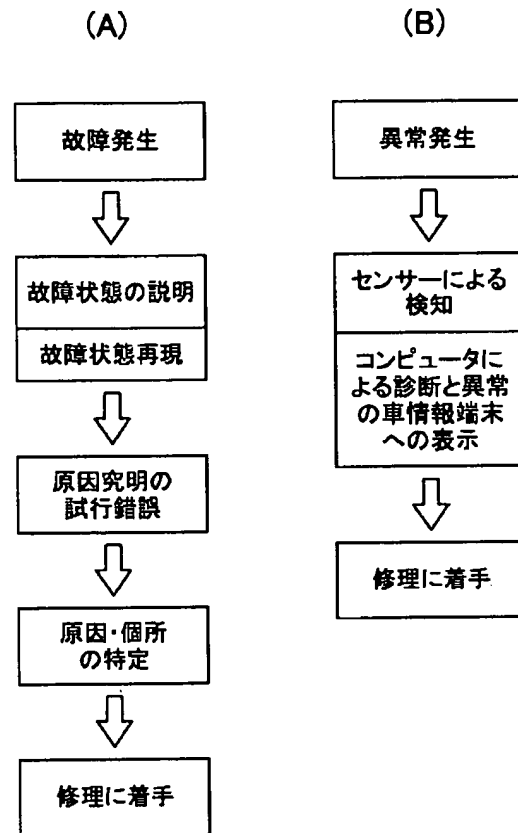 (A)
故障発生
故障状態の説明
故障状態再現
原因究明の
試行錯誤
原因・個所
の特定
修理に着手
(B)
異常発生
センサーによる
検知
コンピュータに
よる診断と異常
の車情報端末
への表示
修理に着手